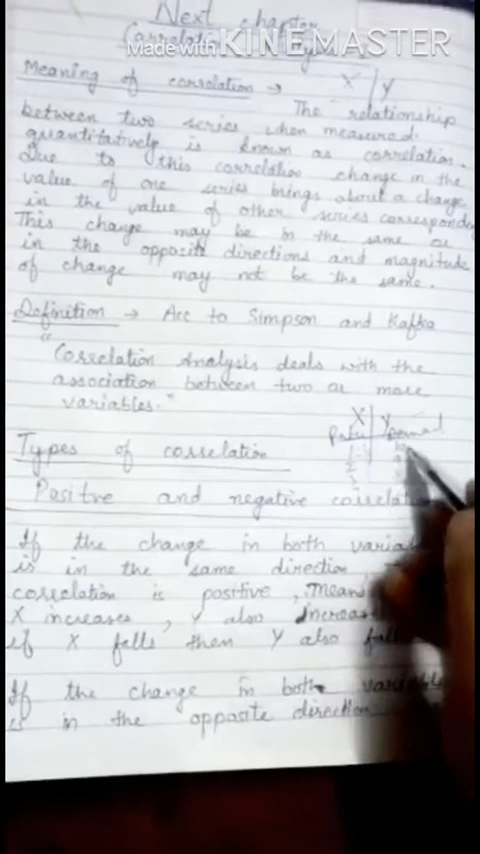 Next chapter
Correlation
Made with KINEMASTER
Meaning of correlation →
X | Y
The relationship
between two series when measured
quantitatively is known as correlation.
Due to this correlation change in the
value of one series brings about a change
in the value of other series
This change may be in the same or
in the opposite directions and magnitude
of change may not be the same.
Definition → Acc to Simpson and Kafka
"Correlation Analysis deals with the
association between two or more
variables."
X | Y
Types of correlation
Positve and negative
If the change in both
is in the same direction
correlation is positive, Means
X increases, Y also
if X falls then Y also
If the change in both
is in the opposite direction